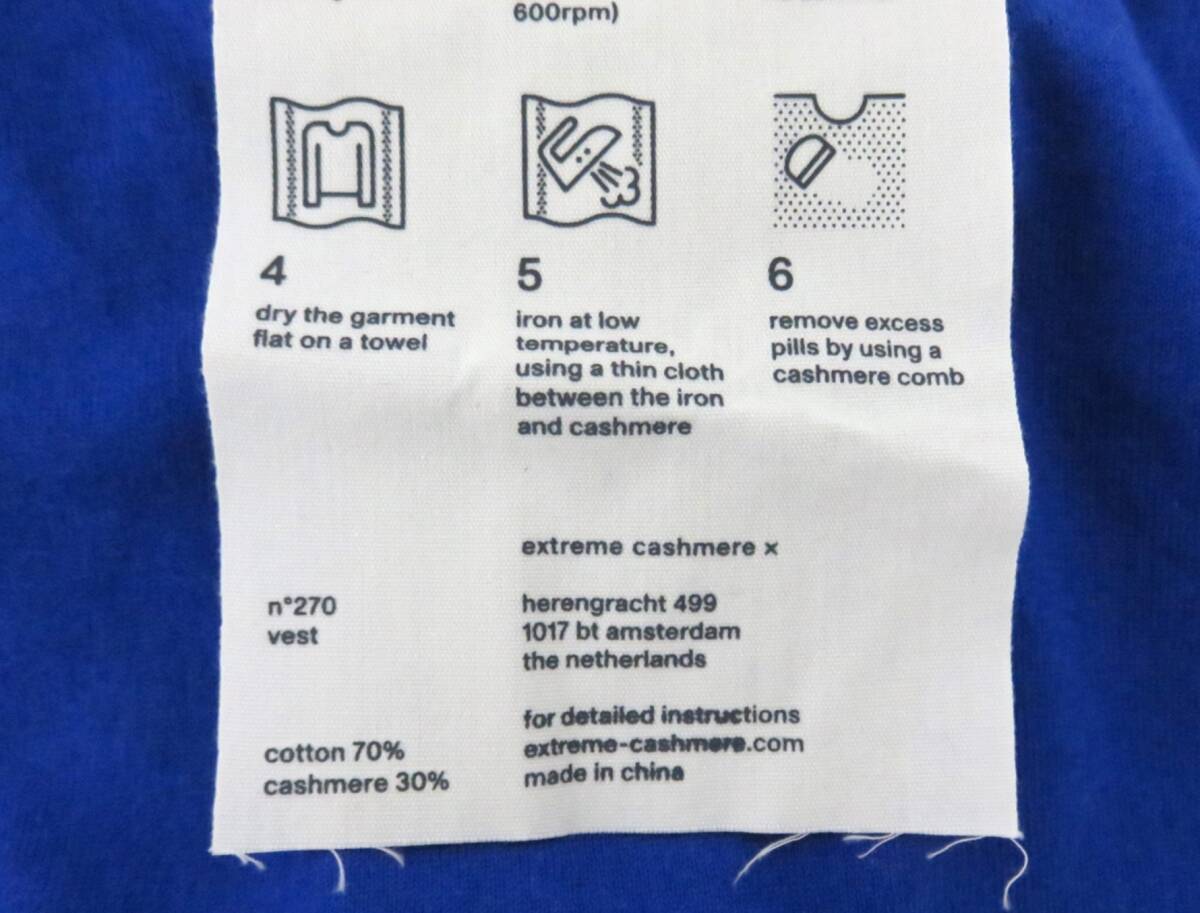 600rpm)
4
dry the garment
flat on a towel
5
iron at low
temperature,
using a thin cloth
between the iron
and cashmere
6
remove excess
pills by using a
cashmere comb
extreme cashmere x
n°270
vest
herengracht 499
1017 bt amsterdam
the netherlands
for detailed instructions
extreme-cashmere.com
made in china
cotton 70%
cashmere 30%